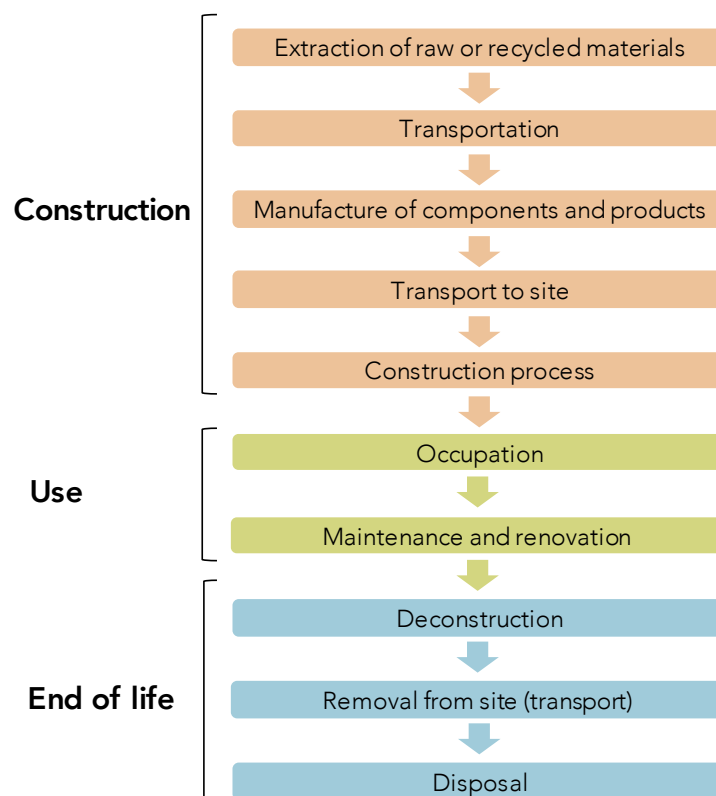 Extraction of raw or recycled materials
Transportation
Construction
Manufacture of components and products
Transport to site
Construction process
Occupation
Use
Maintenance and renovation
Deconstruction
End of life
Removal from site (transport)
Disposal